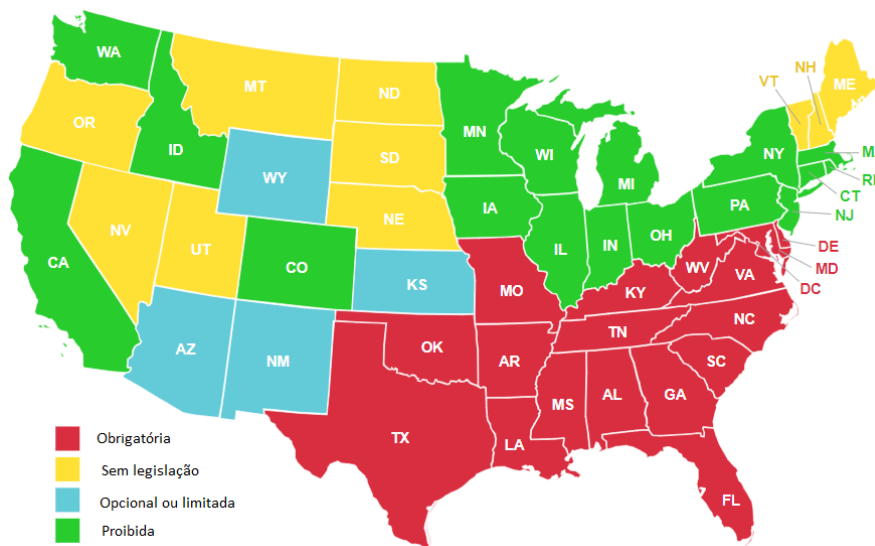 WA
MT
ND
MN
VT
NH
ME
OR
ID
SD
WI
MI
NY
MA
RI
CT
NJ
WY
NE
IA
PA
NV
UT
CO
IL
IN
OH
CA
KS
MO
WV
VA
DE
MD
DC
KY
AZ
NM
OK
AR
TN
NC
SC
MS
AL
GA
TX
LA
FL
Obrigatória
Sem legislação
Opcional ou limitada
Proibida